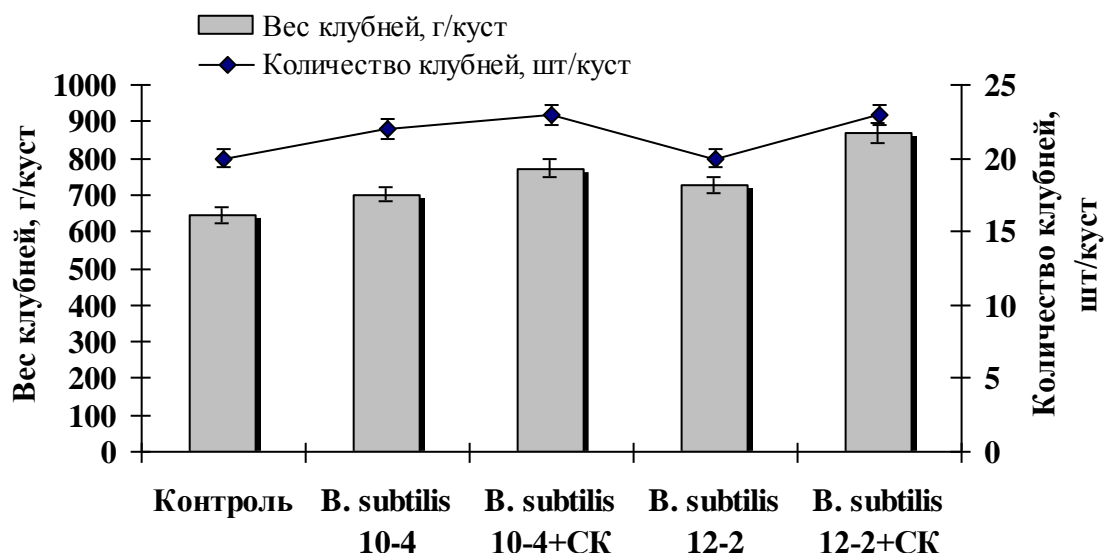 Вес клубней, г/куст
Количество клубней, шт/куст
Вес клубней, г/куст
1000
900
800
700
600
500
400
300
200
100
0
25
20
15
10
5
0
Количество клубней,
шт/куст
Контроль
B. subtilis
10-4
B. subtilis
10-4+СК
B. subtilis
12-2
B. subtilis
12-2+СК